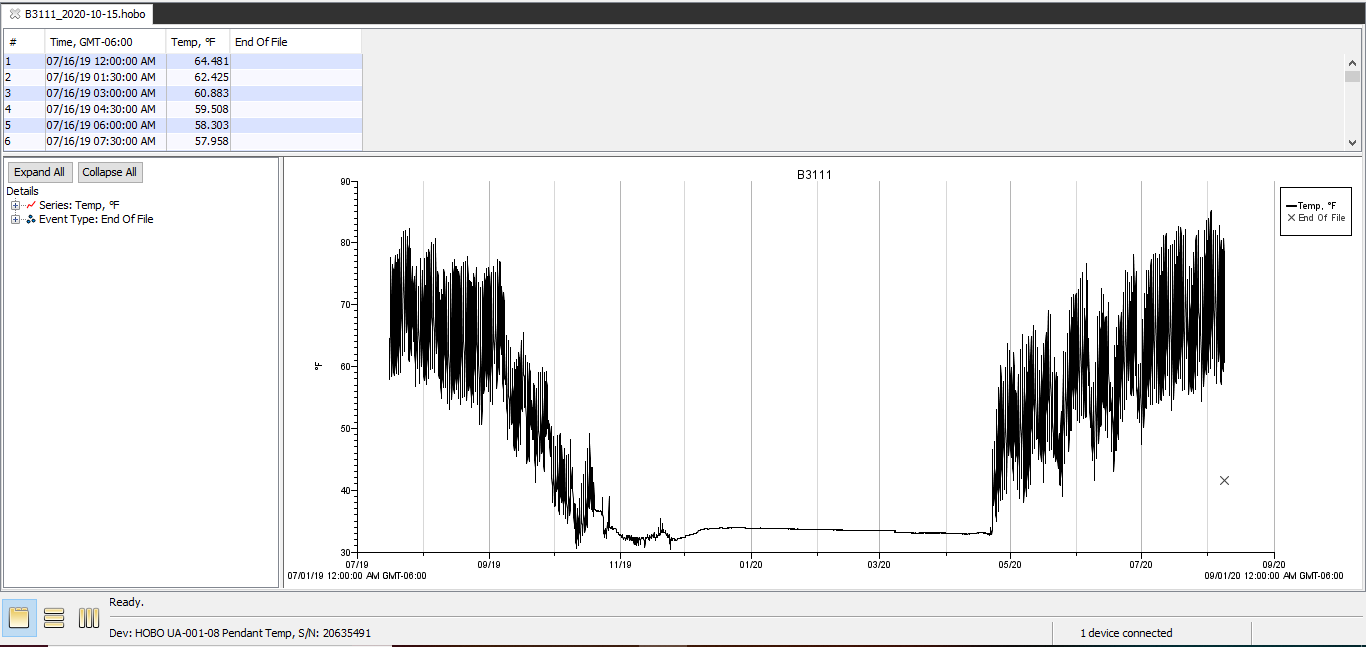 B3111_2020-10-15.hobo
# Time, GMT-06:00 Temp, °F End Of File
1 07/16/19 12:00:00 AM 64.481
2 07/16/19 01:30:00 AM 62.425
3 07/16/19 03:00:00 AM 60.883
4 07/16/19 04:30:00 AM 59.508
5 07/16/19 06:00:00 AM 58.303
6 07/16/19 07:30:00 AM 57.958
Expand All Collapse All
Details
Series: Temp, °F
Event Type: End Of File
B3111
90
80
70
60
50
40
30
°F
Temp, °F
End Of File
07/19 09/19 11/19 01/20 03/20 05/20 07/20 09/20
07/01/19 12:00:00 AM GMT-06:00 09/01/20 12:00:00 AM GMT-06:00
Ready.
Dev: HOBO UA-001-08 Pendant Temp, S/N: 20635491 1 device connected